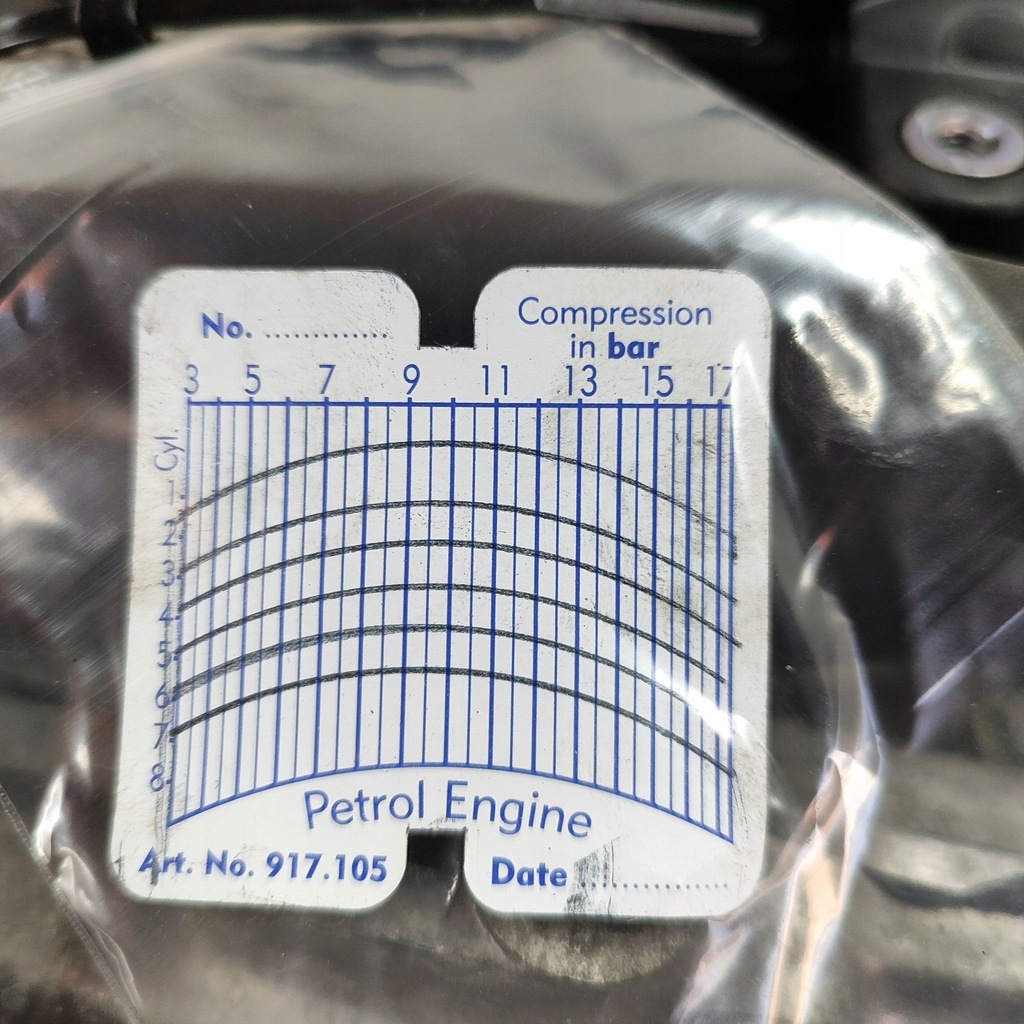 No. ..............
Compression
in bar
3 5 7 9 11 13 15 17
Cyl.
1
2
3
4
5
6
7
8
Petrol Engine
Art. No. 917.105
Date .................